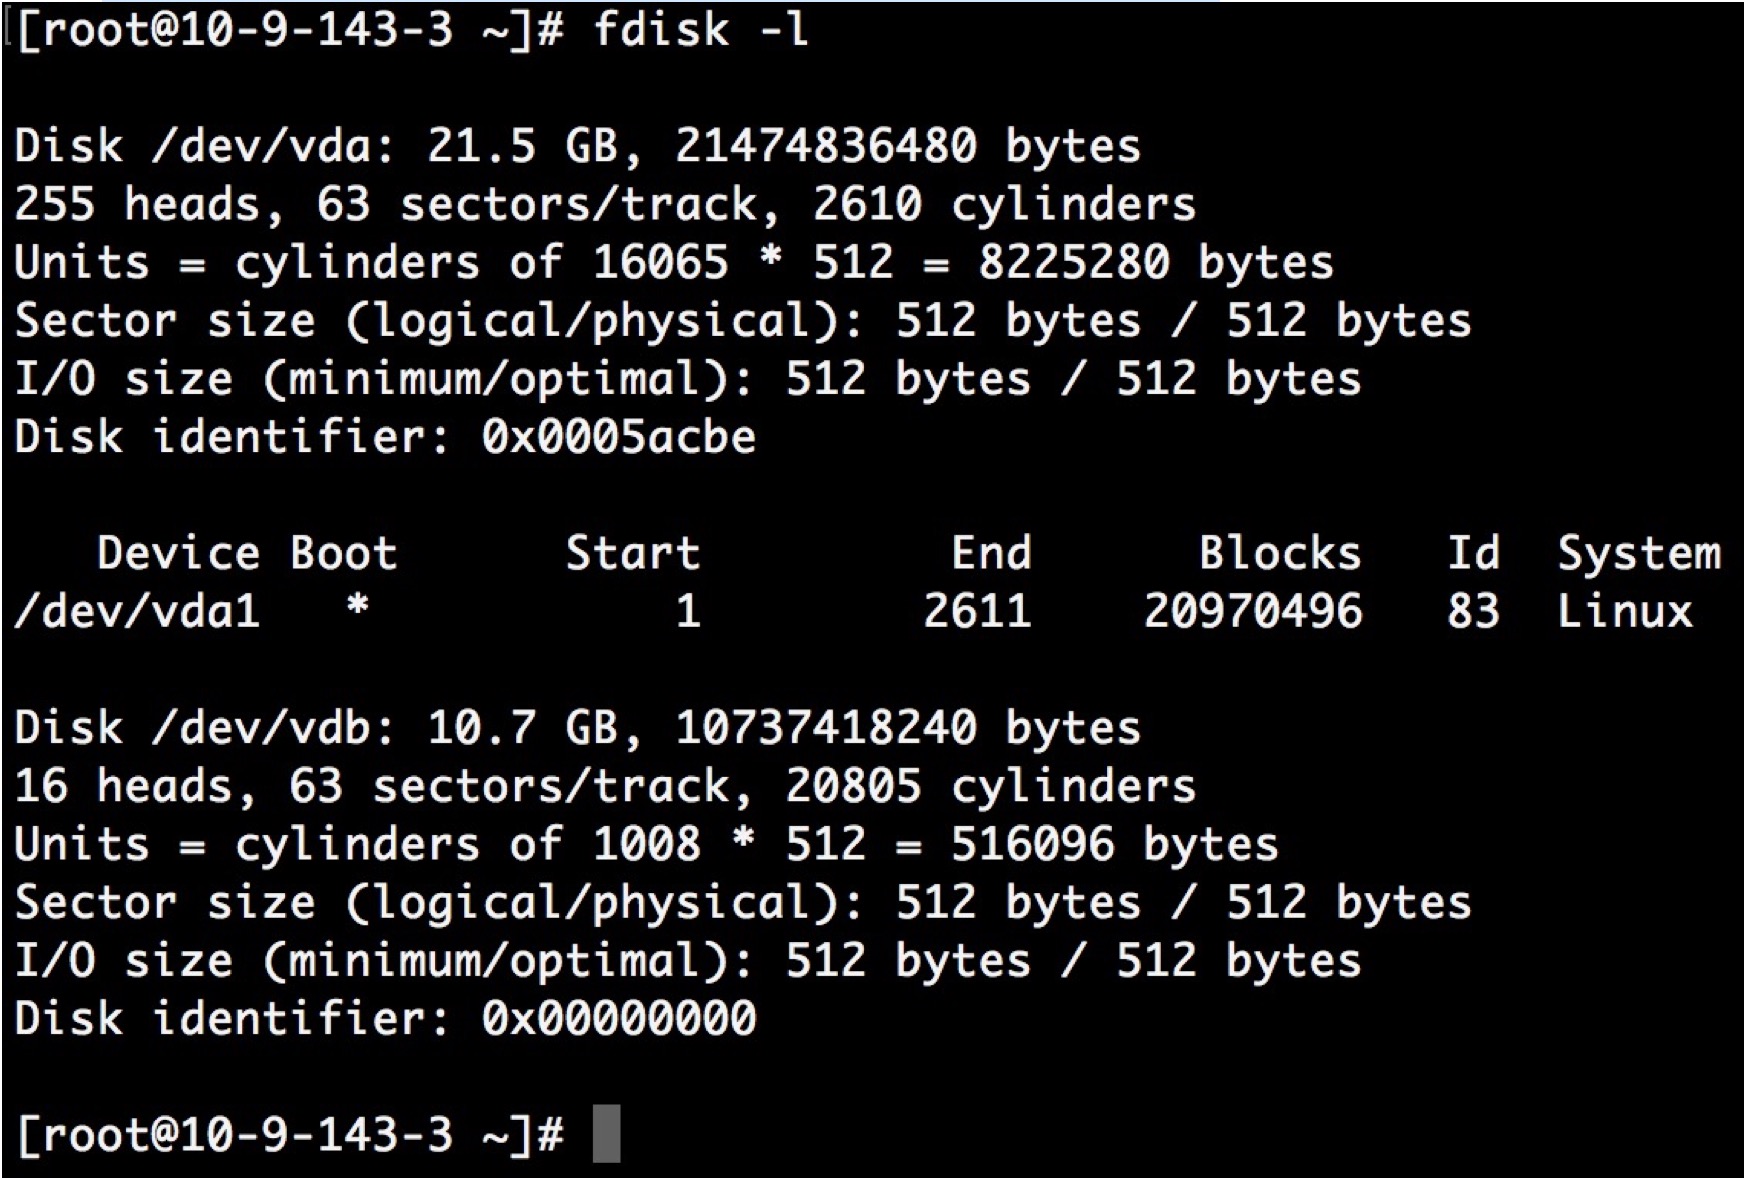 [root@10-9-143-3 ~]# fdisk -l
Disk /dev/vda: 21.5 GB, 21474836480 bytes
255 heads, 63 sectors/track, 2610 cylinders
Units = cylinders of 16065 * 512 = 8225280 bytes
Sector size (logical/physical): 512 bytes / 512 bytes
I/O size (minimum/optimal): 512 bytes / 512 bytes
Disk identifier: 0x0005acbe
Device Boot Start End Blocks Id System
/dev/vda1 * 1 2611 20970496 83 Linux
Disk /dev/vdb: 10.7 GB, 10737418240 bytes
16 heads, 63 sectors/track, 20805 cylinders
Units = cylinders of 1008 * 512 = 516096 bytes
Sector size (logical/physical): 512 bytes / 512 bytes
I/O size (minimum/optimal): 512 bytes / 512 bytes
Disk identifier: 0x00000000
[root@10-9-143-3 ~]#